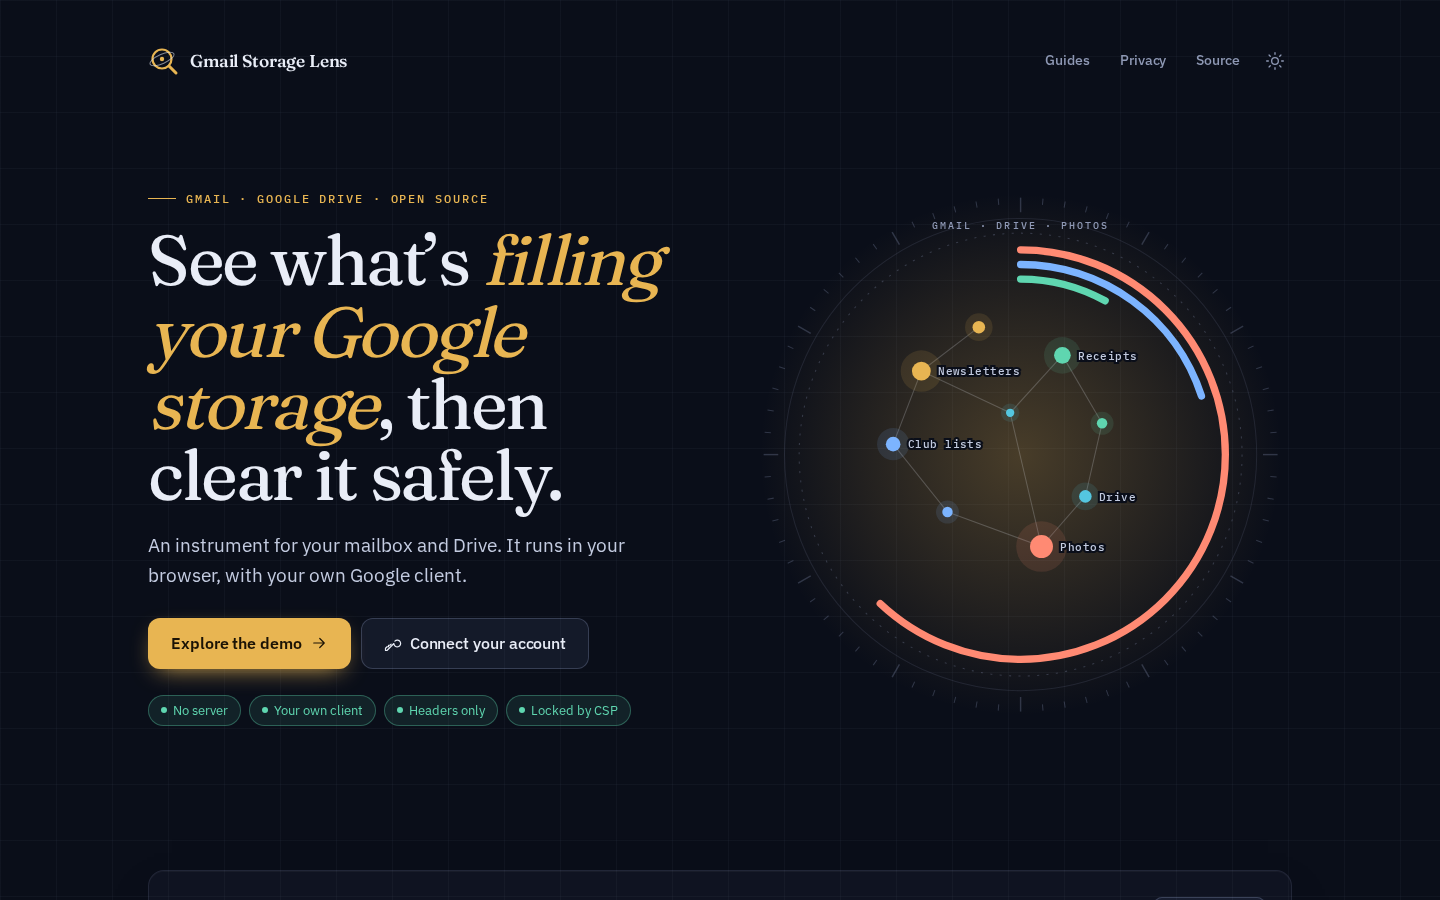 Gmail Storage Lens
Guides
Privacy
Source
GMAIL · GOOGLE DRIVE · OPEN SOURCE
See what’s filling
your Google
storage, then
clear it safely.
An instrument for your mailbox and Drive. It runs in your
browser, with your own Google client.
Explore the demo →
Connect your account
No server
Your own client
Headers only
Locked by CSP
GMAIL · DRIVE · PHOTOS
Receipts
Newsletters
Club lists
Drive
Photos